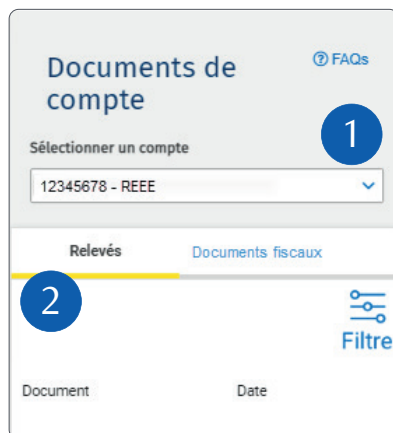 Documents de
compte
FAQs
1
Sélectionner un compte
12345678 - REEE
Relevés
Documents fiscaux
2
Filtre
Document
Date